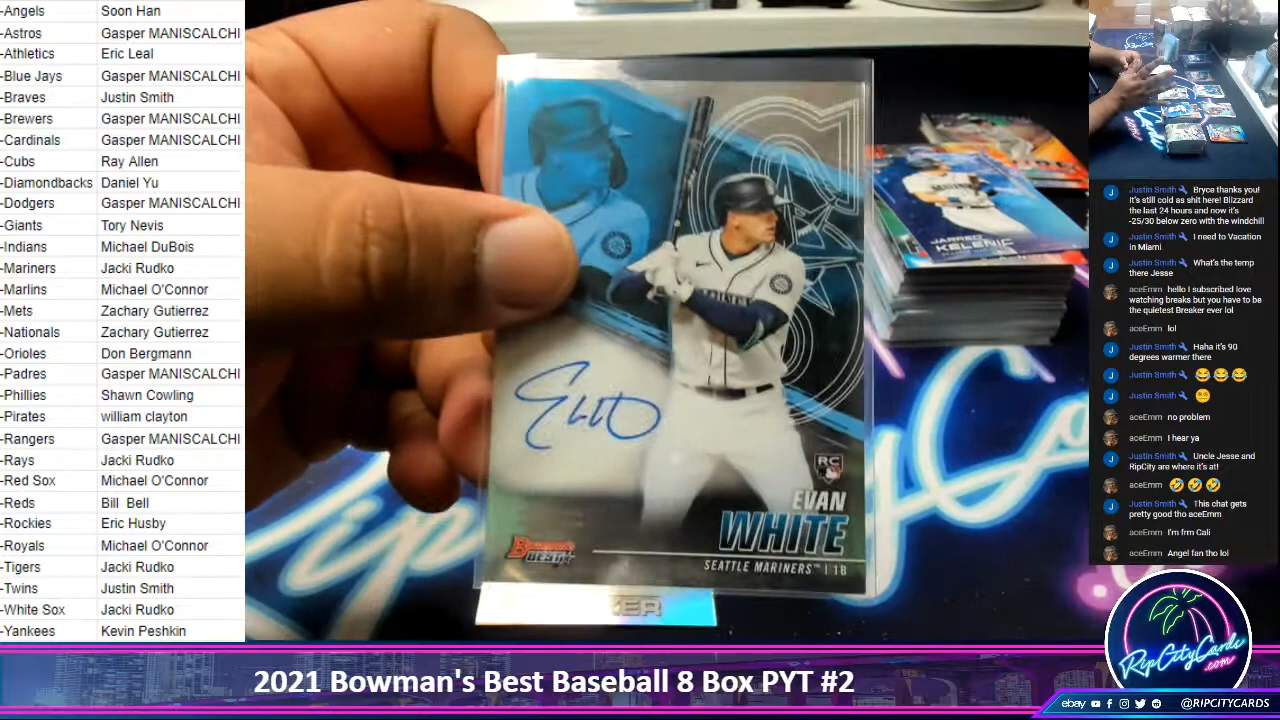 -Angels Soon Han
-Astros Gasper MANISCALCHI
-Athletics Eric Leal
-Blue Jays Gasper MANISCALCHI
-Braves Justin Smith
-Brewers Gasper MANISCALCHI
-Cardinals Gasper MANISCALCHI
-Cubs Ray Allen
-Diamondbacks Daniel Yu
-Dodgers Gasper MANISCALCHI
-Giants Tory Nevis
-Indians Michael DuBois
-Mariners Jacki Rudko
-Marlins Michael O'Connor
-Mets Zachary Gutierrez
-Nationals Zachary Gutierrez
-Orioles Don Bergmann
-Padres Gasper MANISCALCHI
-Phillies Shawn Cowling
-Pirates william clayton
-Rangers Gasper MANISCALCHI
-Rays Jacki Rudko
-Red Sox Michael O'Connor
-Reds Bill Bell
-Rockies Eric Husby
-Royals Michael O'Connor
-Tigers Jacki Rudko
-Twins Justin Smith
-White Sox Jacki Rudko
-Yankees Kevin Peshkin
JARRED
KELENIC
RC
EVAN
WHITE
BOWMAN'S
BEST
SEATTLE MARINERS™ | 1B
Justin Smith Bryce thanks you!
It's still cold as shit here! Blizzard
the last 24 hours and now it's
-25/30 below zero with the windchill
Justin Smith I need to Vacation
in Miami
Justin Smith What's the temp
there Jesse
aceEmm hello I subscribed love
watching breaks but you have to be
the quietest Breaker ever lol
aceEmm lol
Justin Smith Haha it's 90
degrees warmer there
Justin Smith 😂 😂 😂
Justin Smith
aceEmm no problem
aceEmm I hear ya
Justin Smith Uncle Jesse and
RipCity are where it's at!
aceEmm 🤣 🤣 🤣
Justin Smith This chat gets
pretty good tho aceEmm
aceEmm I'm frm Cali
aceEmm Angel fan tho lol
RipCityCards
.com
2021 Bowman's Best Baseball 8 Box PYT #2
ebay @RIPCITYCARDS